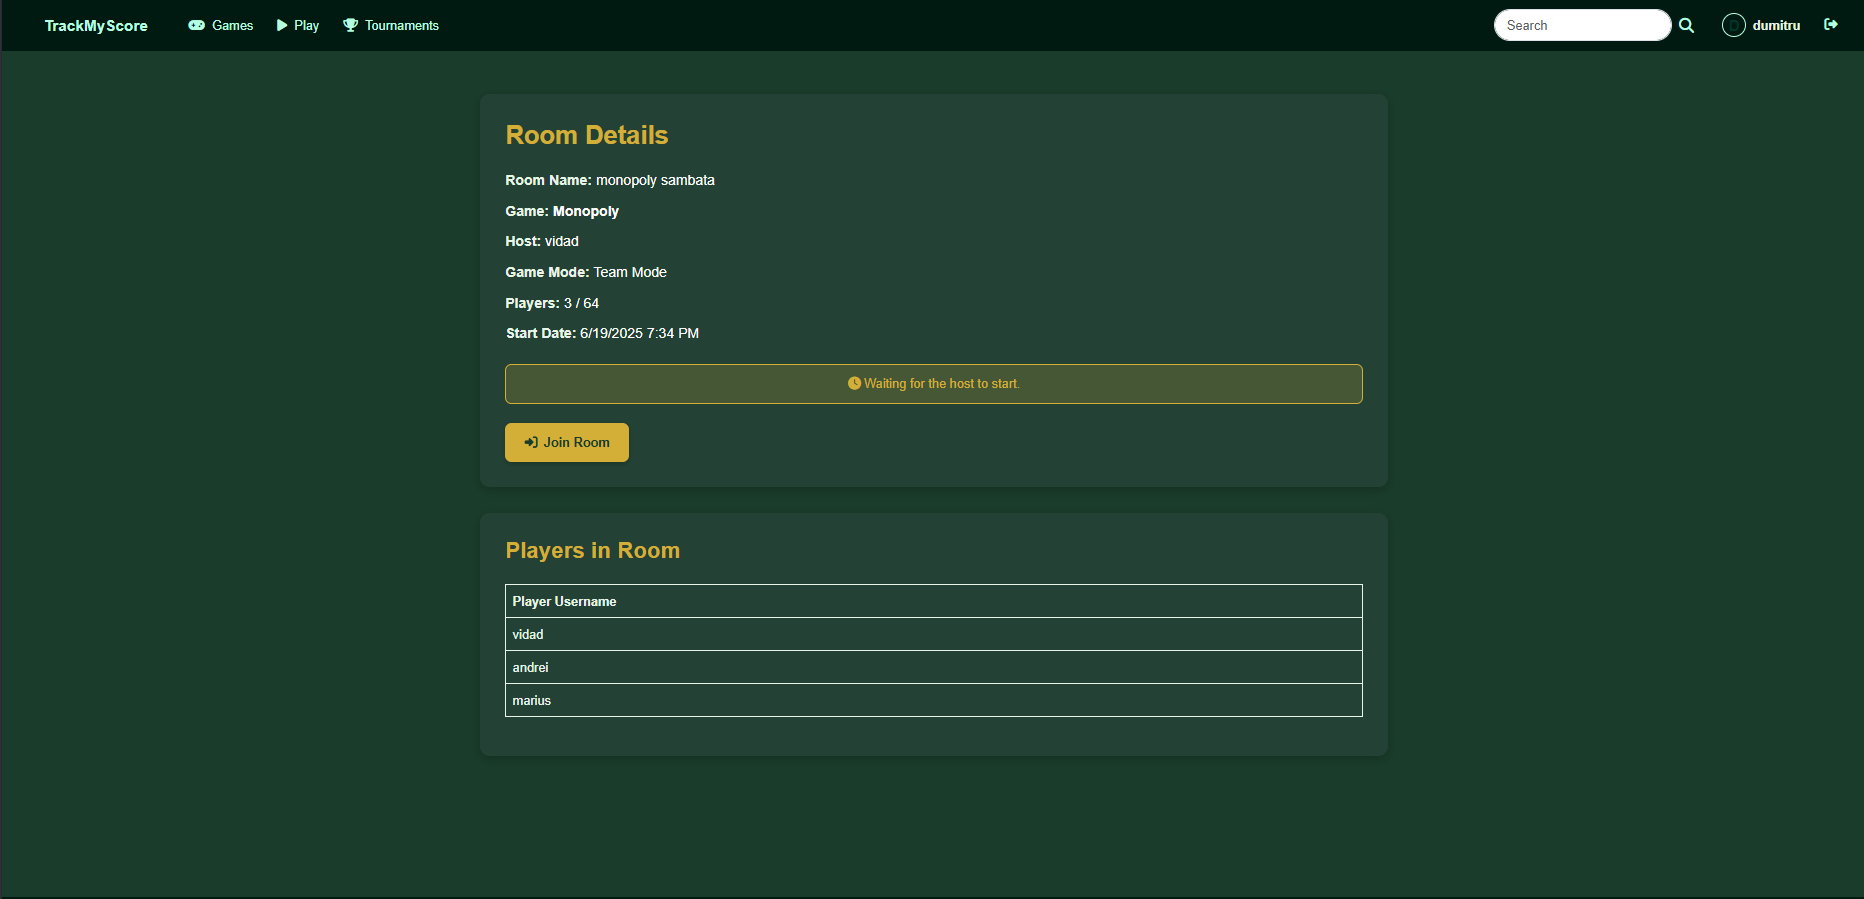 TrackMyScore Games Play Tournaments Search dumitru
Room Details
Room Name: monopoly sambata
Game: Monopoly
Host: vidad
Game Mode: Team Mode
Players: 3 / 64
Start Date: 6/19/2025 7:34 PM
Waiting for the host to start.
Join Room
Players in Room
Player Username
vidad
andrei
marius